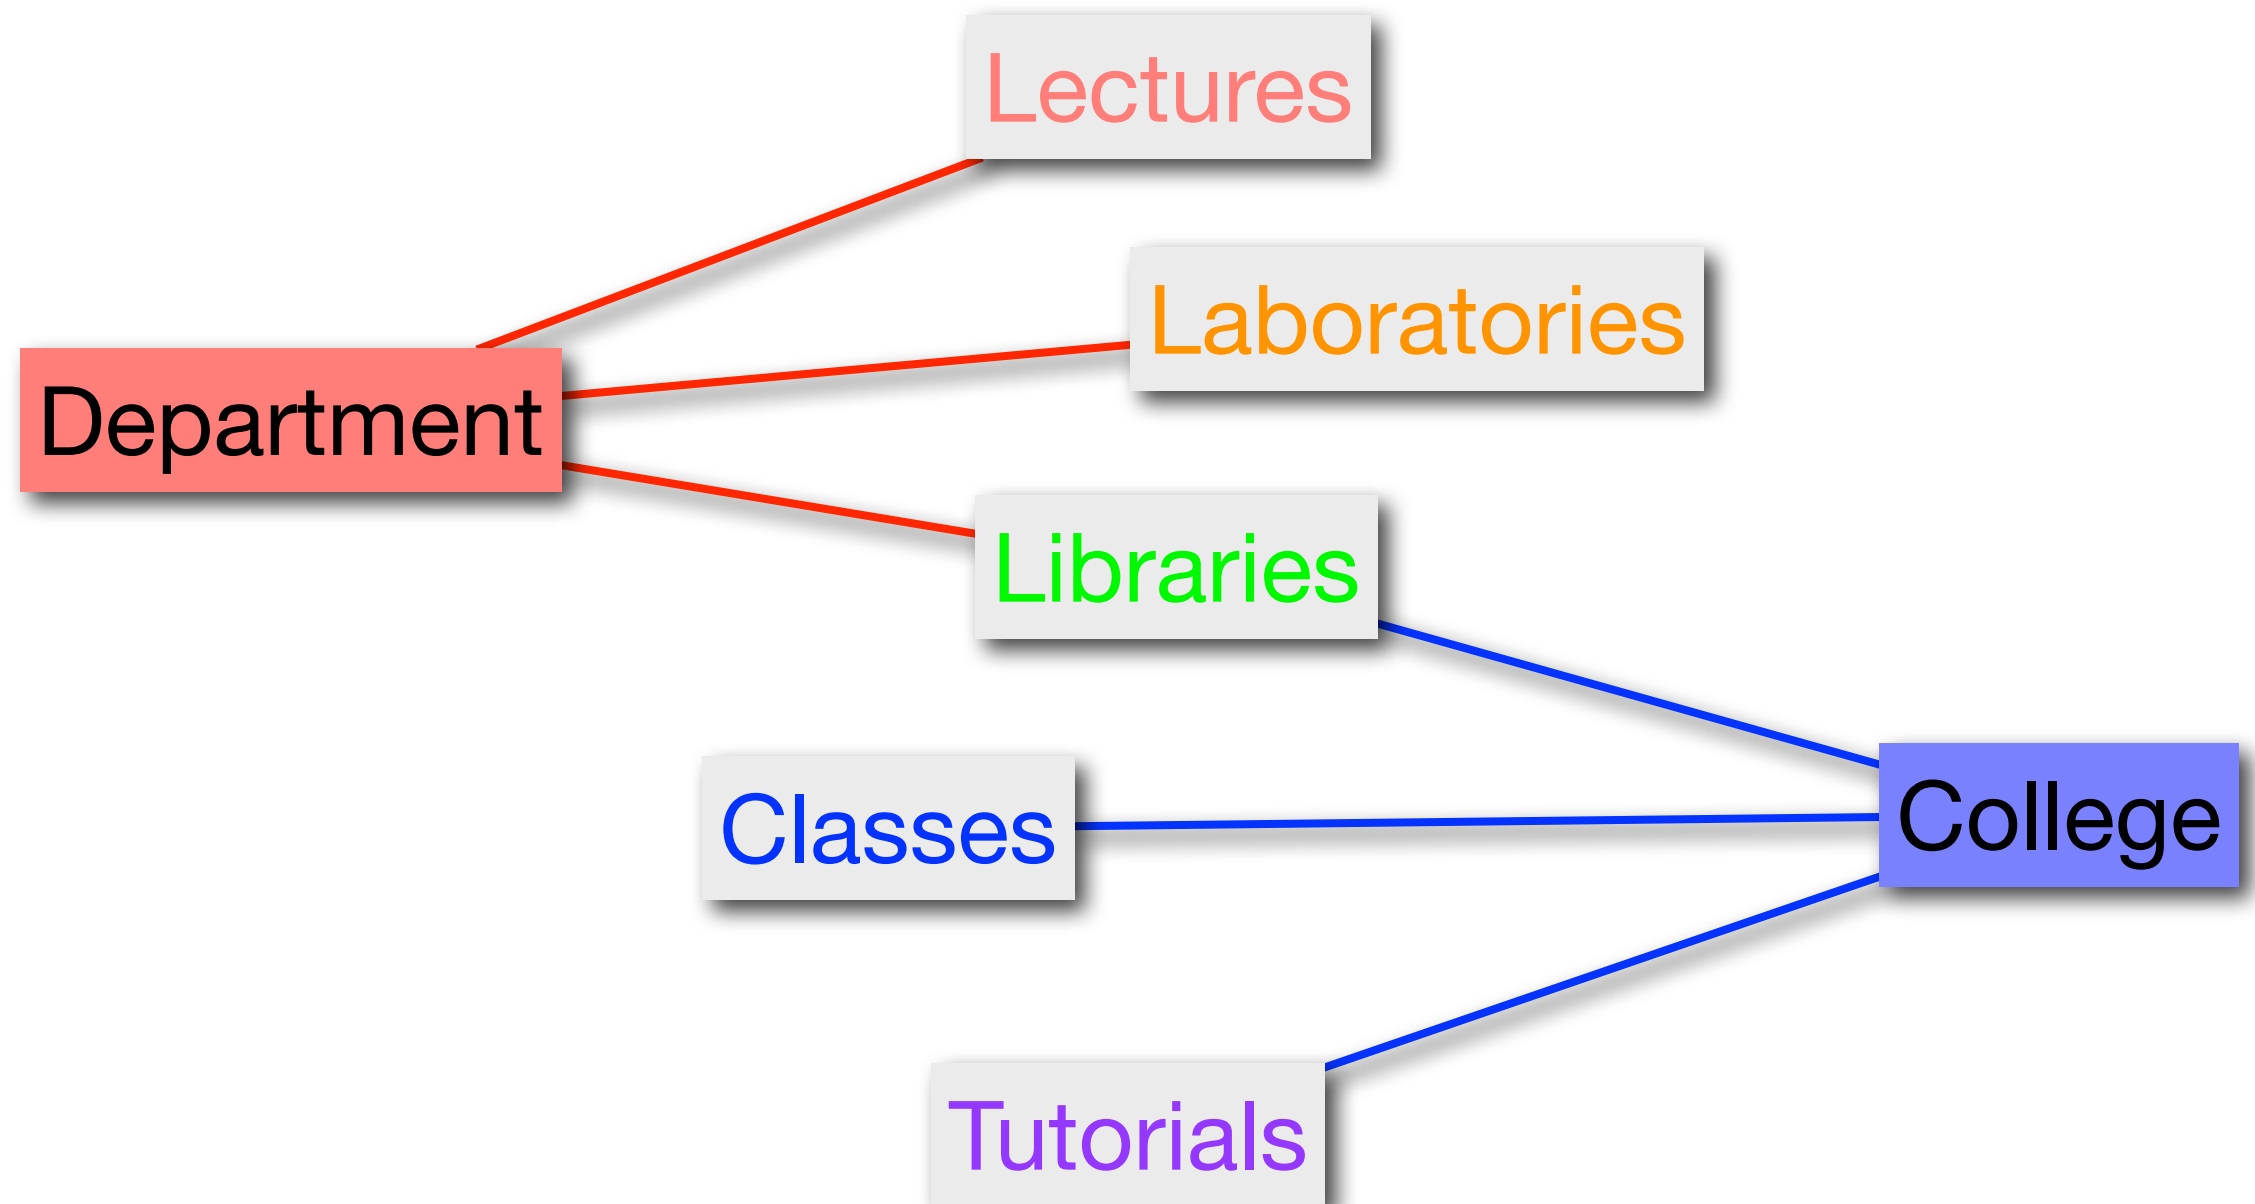 Lectures
Laboratories
Department
Libraries
Classes
College
Tutorials